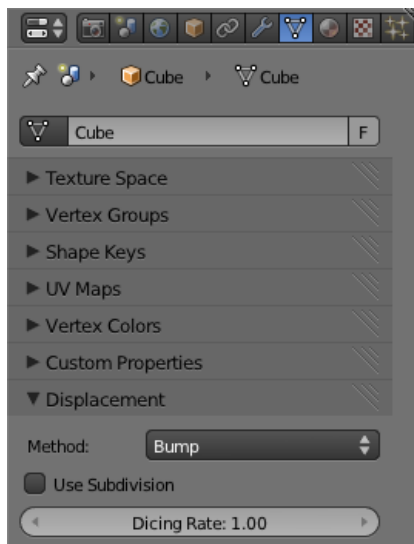 Cube Cube
Cube F
Texture Space
Vertex Groups
Shape Keys
UV Maps
Vertex Colors
Custom Properties
Displacement
Method: Bump
Use Subdivision
Dicing Rate: 1.00